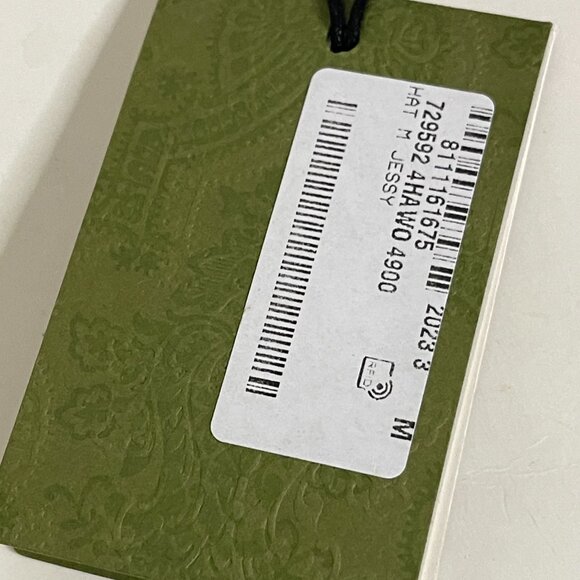 8111161675 2023 3
729592 4HAWO 4900 M
HAT M JESSY
RFID